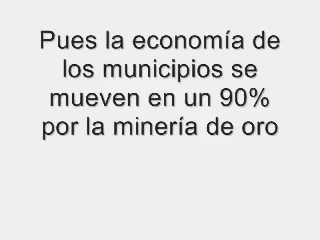 Pues la economía de
los municipios se
mueven en un 90%
por la minería de oro